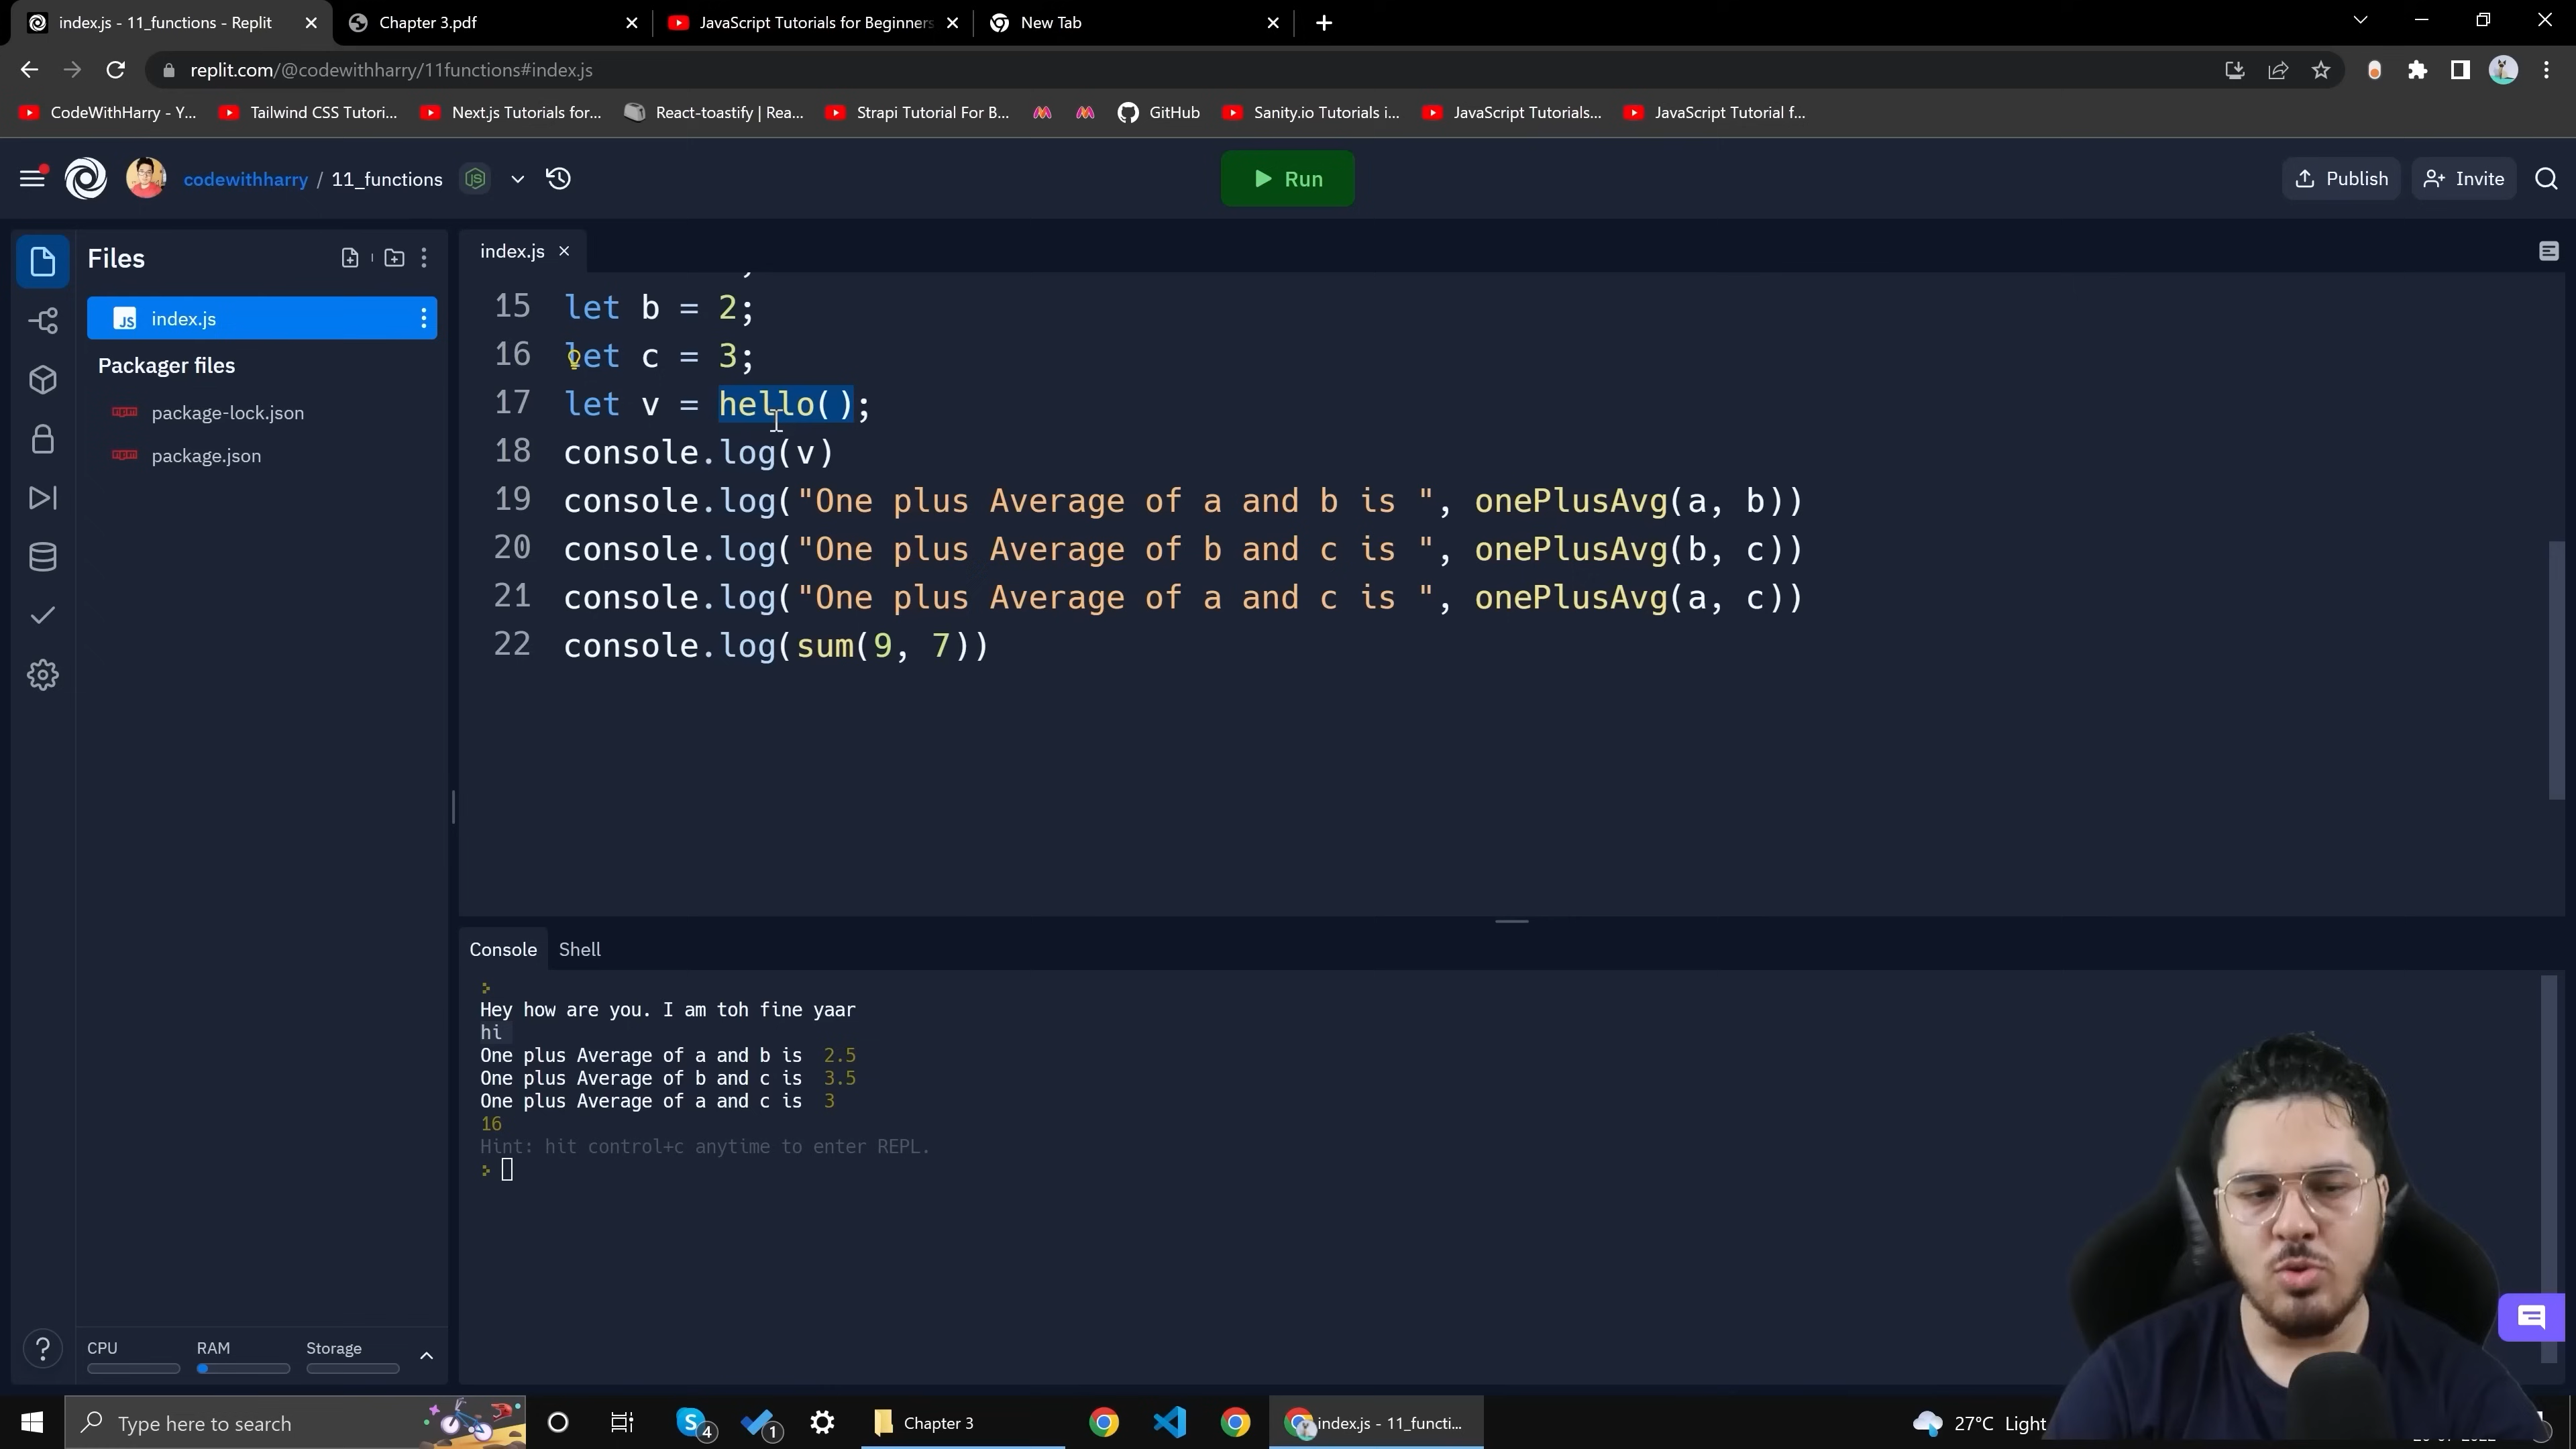 index.js - 11_functions - Replit
Chapter 3.pdf
JavaScript Tutorials for Beginners
New Tab
replit.com/@codewithharry/11functions#index.js
CodeWithHarry - Y...
Tailwind CSS Tutori...
Next.js Tutorials for...
React-toastify | Rea...
Strapi Tutorial For B...
GitHub
Sanity.io Tutorials i...
JavaScript Tutorials...
JavaScript Tutorial f...
codewithharry / 11_functions
Run
Publish
Invite
Files
index.js
JS index.js
Packager files
package-lock.json
package.json
15 let b = 2;
16 let c = 3;
17 let v = hello();
18 console.log(v)
19 console.log("One plus Average of a and b is ", onePlusAvg(a, b))
20 console.log("One plus Average of b and c is ", onePlusAvg(b, c))
21 console.log("One plus Average of a and c is ", onePlusAvg(a, c))
22 console.log(sum(9, 7))
Console
Shell
Hey how are you. I am toh fine yaar
hi
One plus Average of a and b is  2.5
One plus Average of b and c is  3.5
One plus Average of a and c is  3
16
Hint: hit control+c anytime to enter REPL.
CPU
RAM
Storage
Type here to search
4
1
Chapter 3
index.js - 11_functi...
27°C Light